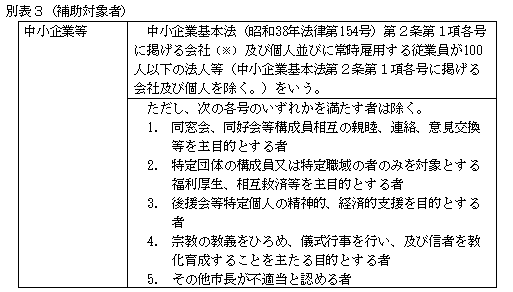 別表３（補助対象者）
中小企業等
中小企業基本法（昭和38年法律第154号）第２条第１項各号
に掲げる会社（※）及び個人並びに常時雇用する従業員が100
人以下の法人等（中小企業基本法第２条第１項各号に掲げる
会社及び個人を除く。）をいう。
ただし、次の各号のいずれかを満たす者は除く。
1. 同窓会、同好会等構成員相互の親睦、連絡、意見交換
等を主目的とする者
2. 特定団体の構成員又は特定職域の者のみを対象とする
福利厚生、相互救済等を主目的とする者
3. 後援会等特定個人の精神的、経済的支援を目的とする
者
4. 宗教の教義をひろめ、儀式行事を行い、及び信者を教
化育成することを主たる目的とする者
5. その他市長が不適当と認める者